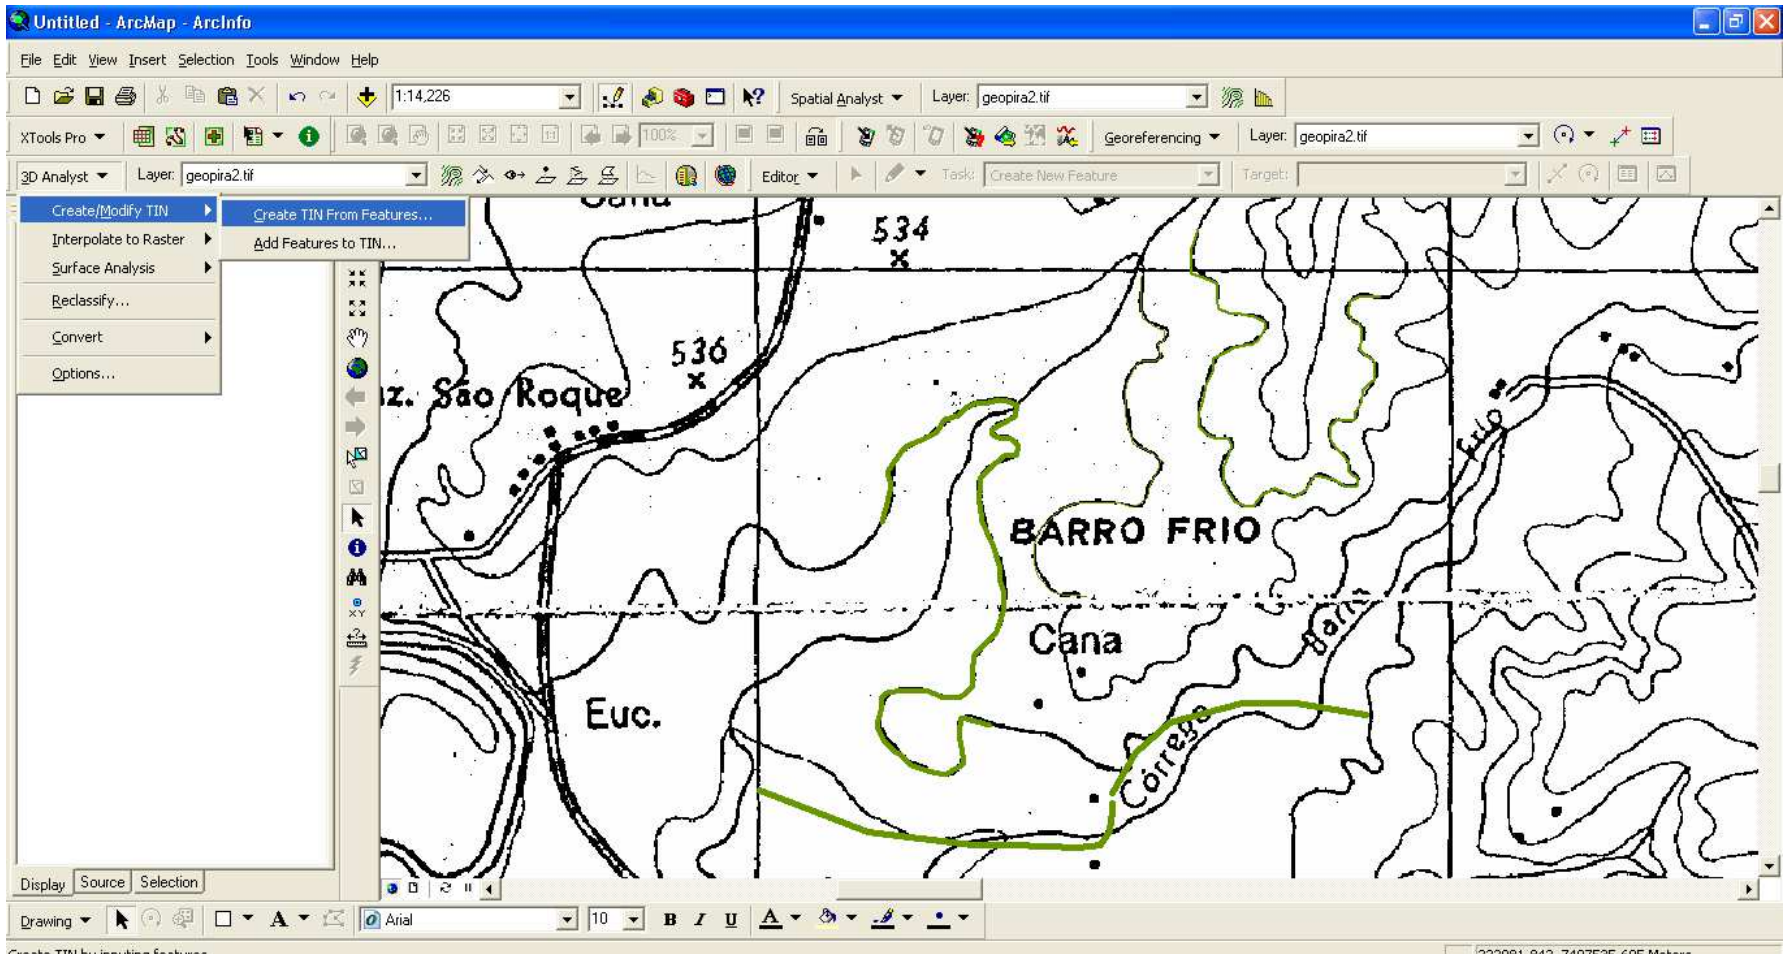 Untitled - ArcMap - ArcInfo
File Edit View Insert Selection Tools Window Help
1:14,226 Spatial Analyst Layer: geopira2.tif
XTools Pro 100% Georeferencing Layer: geopira2.tif
3D Analyst Layer: geopira2.tif Editor Task: Create New Feature Target:
Create/Modify TIN
Interpolate to Raster
Surface Analysis
Reclassify...
Convert
Options...
Create TIN From Features...
Add Features to TIN...
534
536
São Roque
BARRO FRIO
Frio
Cana
Barro
Euc.
Córrego
Display Source Selection
Drawing A Arial 10 B I U A